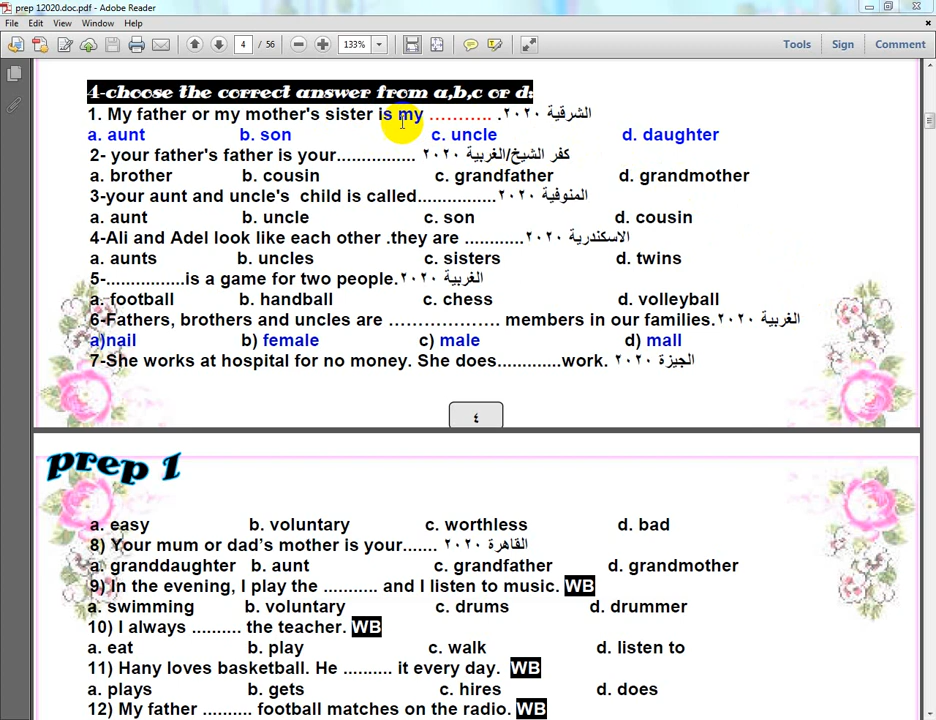 prep 12020.doc.pdf - Adobe Reader
File Edit View Window Help
4 / 56 133% Tools Sign Comment
4-choose the correct answer from a,b,c or d:
1. My father or my mother's sister is my ........... . الشرقية ٢٠٢٠
a. aunt b. son c. uncle d. daughter
2- your father's father is your................ كفر الشيخ/الغربية ٢٠٢٠
a. brother b. cousin c. grandfather d. grandmother
3-your aunt and uncle's child is called................ المنوفية ٢٠٢٠
a. aunt b. uncle c. son d. cousin
4-Ali and Adel look like each other .they are ............ الاسكندرية ٢٠٢٠
a. aunts b. uncles c. sisters d. twins
5-................is a game for two people. الغربية ٢٠٢٠
a. football b. handball c. chess d. volleyball
6-Fathers, brothers and uncles are ……………… members in our families. الغربية ٢٠٢٠
a)nail b) female c) male d) mall
7-She works at hospital for no money. She does.............work. الجيزة ٢٠٢٠
٤
prep 1
a. easy b. voluntary c. worthless d. bad
8) Your mum or dad’s mother is your....... القاهرة ٢٠٢٠
a. granddaughter b. aunt c. grandfather d. grandmother
9) In the evening, I play the ........... and I listen to music. WB
a. swimming b. voluntary c. drums d. drummer
10) I always .......... the teacher. WB
a. eat b. play c. walk d. listen to
11) Hany loves basketball. He .......... it every day. WB
a. plays b. gets c. hires d. does
12) My father .......... football matches on the radio. WB